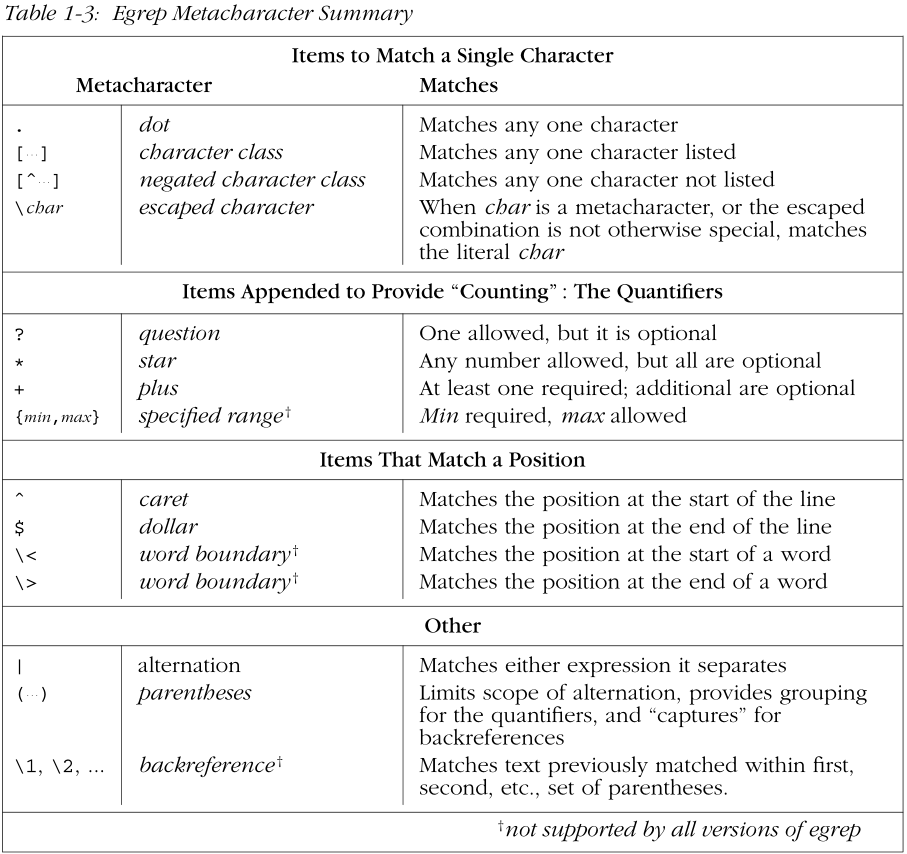 Table 1-3: Egrep Metacharacter Summary
Items to Match a Single Character
Metacharacter Matches
. dot Matches any one character
[···] character class Matches any one character listed
[^···] negated character class Matches any one character not listed
\char escaped character When char is a metacharacter, or the escaped
combination is not otherwise special, matches
the literal char
Items Appended to Provide “Counting” : The Quantifiers
? question One allowed, but it is optional
* star Any number allowed, but all are optional
+ plus At least one required; additional are optional
{min,max} specified range† Min required, max allowed
Items That Match a Position
^ caret Matches the position at the start of the line
$ dollar Matches the position at the end of the line
\< word boundary† Matches the position at the start of a word
\> word boundary† Matches the position at the end of a word
Other
| alternation Matches either expression it separates
(···) parentheses Limits scope of alternation, provides grouping
for the quantifiers, and “captures” for
backreferences
\1, \2, ... backreference† Matches text previously matched within first,
second, etc., set of parentheses.
†not supported by all versions of egrep